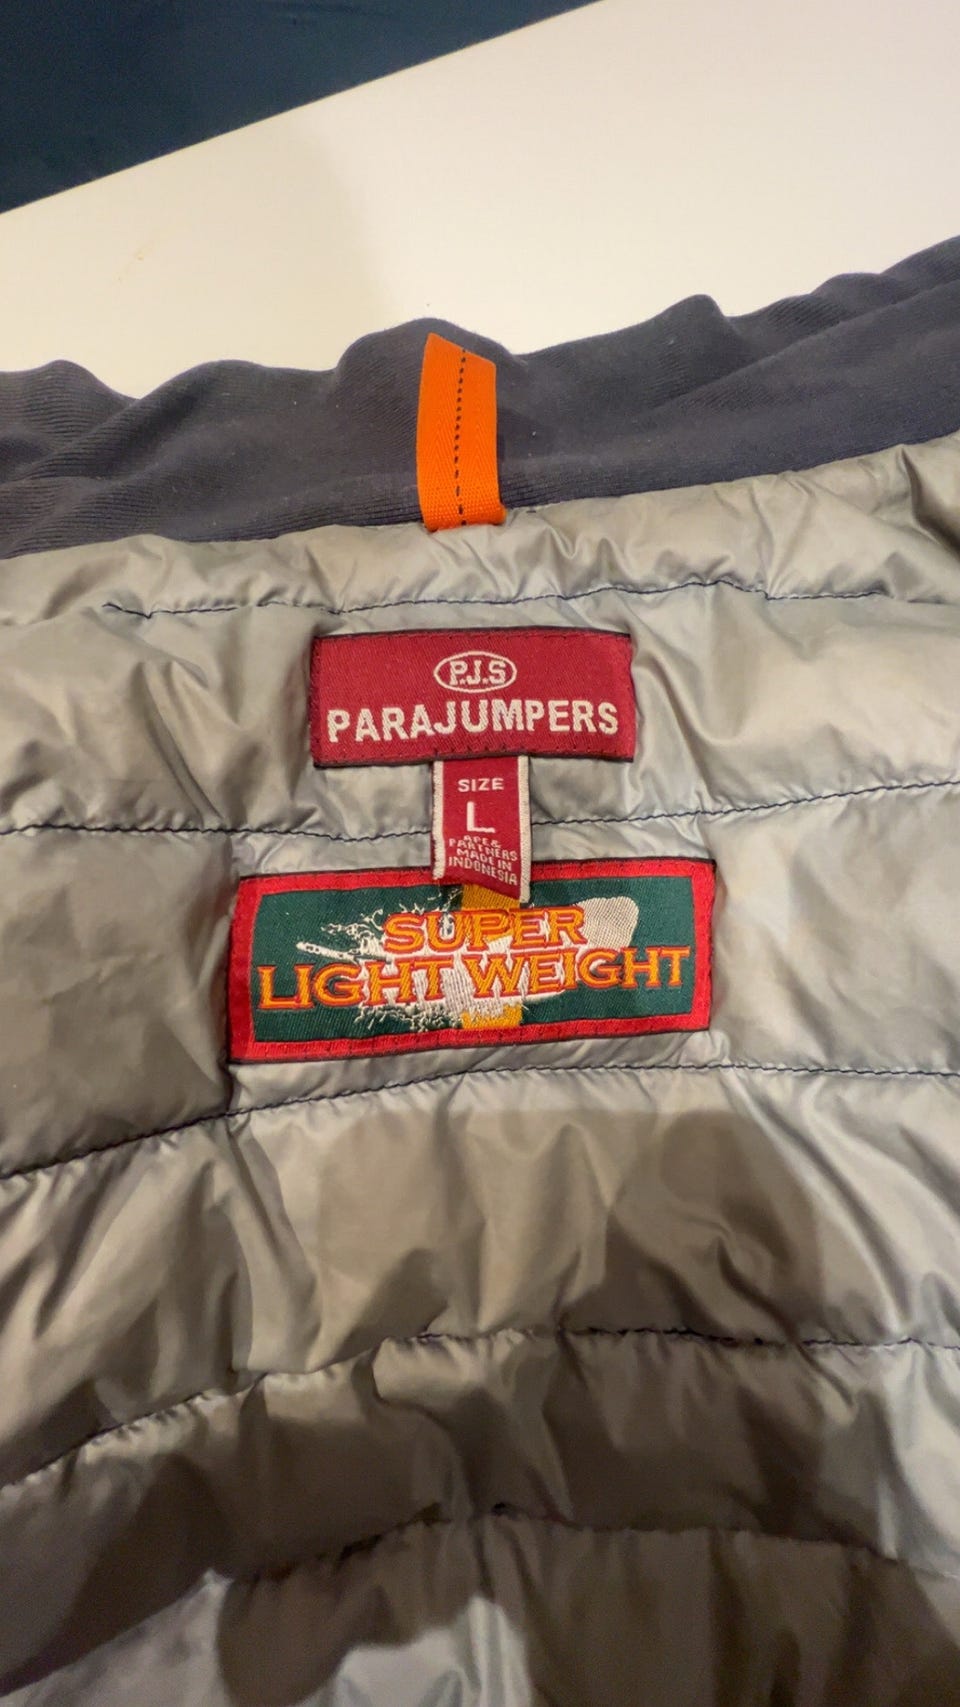 P.J.S
PARAJUMPERS
SIZE
L
APE &
PARTNERS
MADE IN
INDONESIA
SUPER
LIGHT WEIGHT